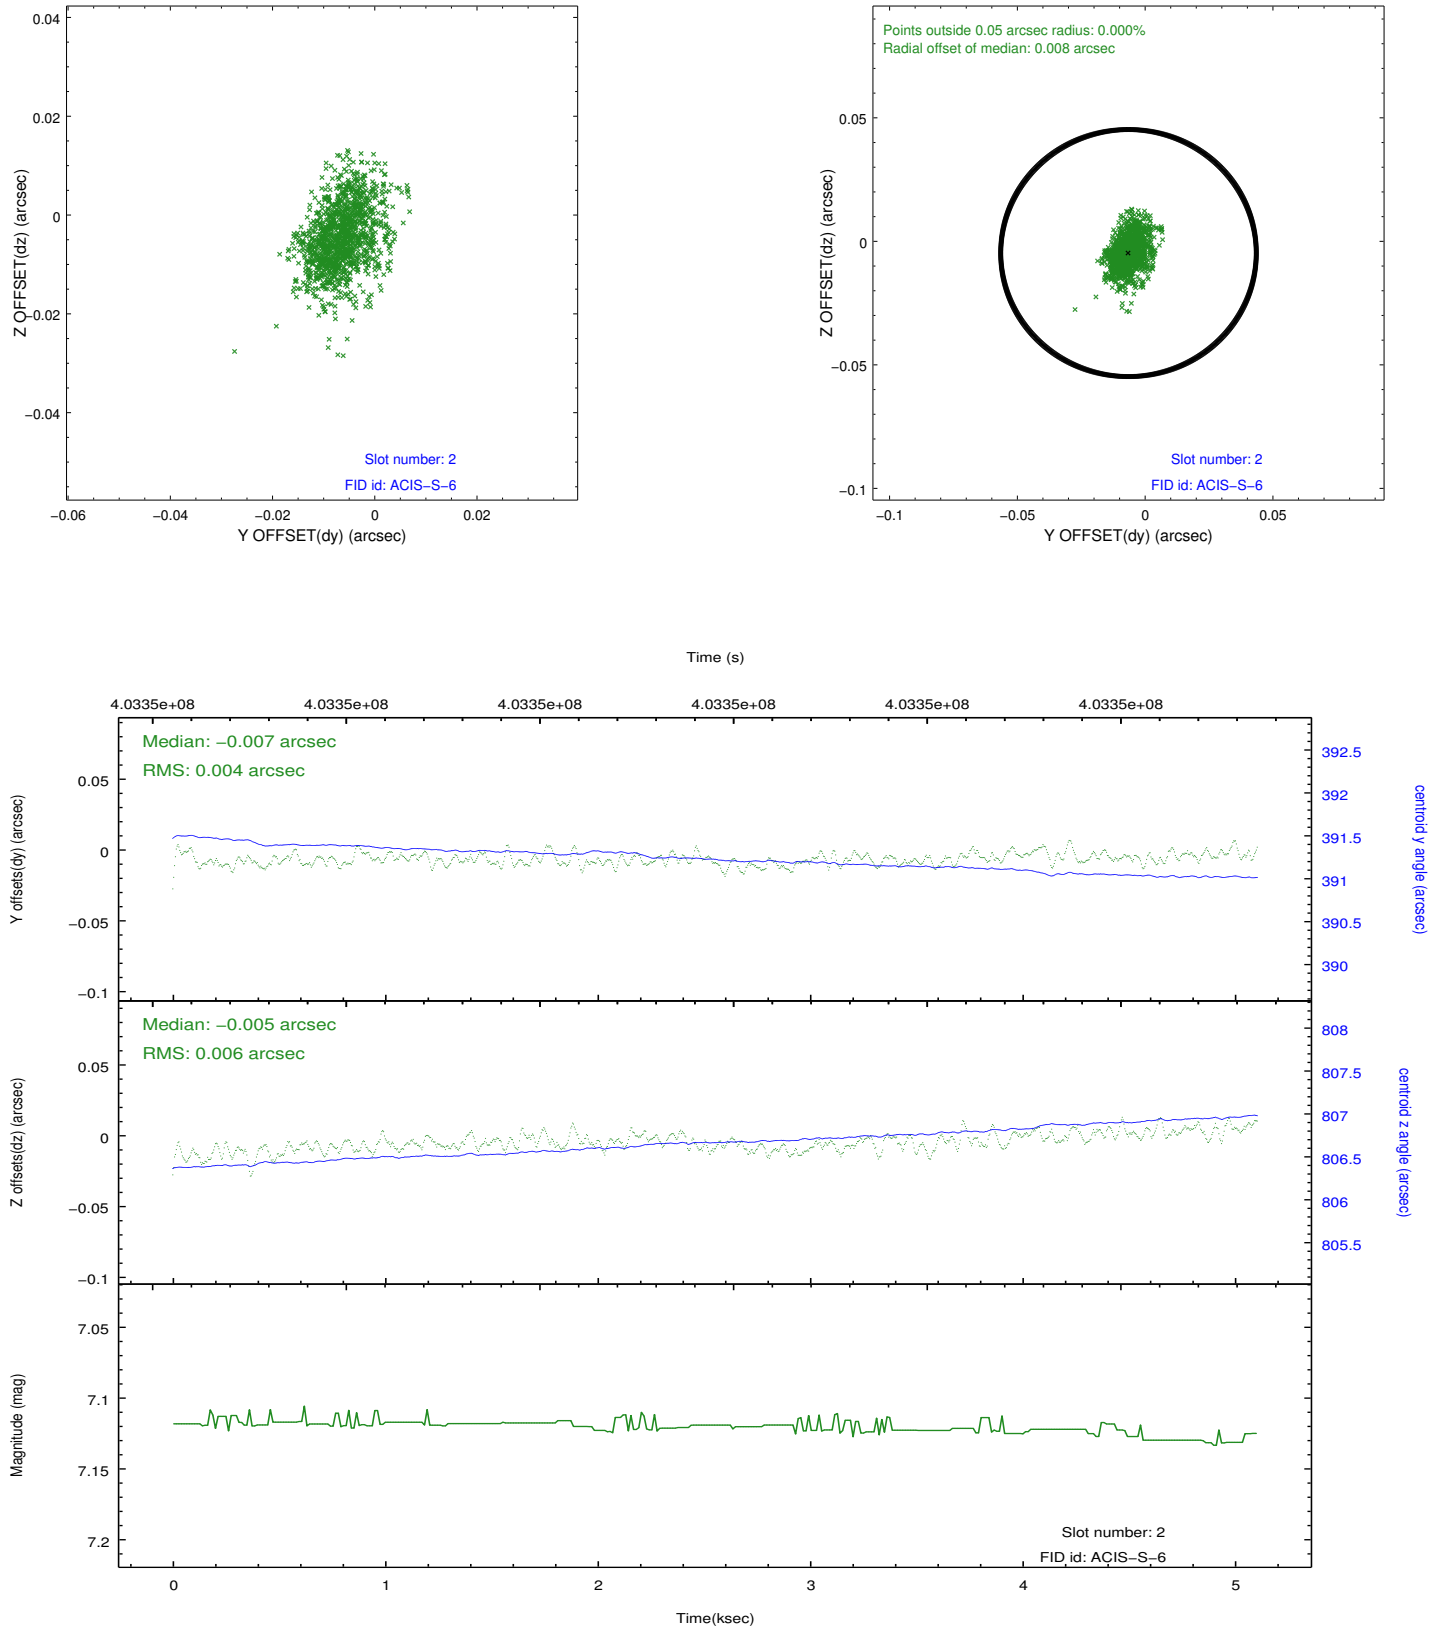 0.04
0.02
0
−0.02
−0.04
Z OFFSET(dz) (arcsec)
Slot number: 2
FID id: ACIS−S−6
−0.06
−0.04
−0.02
0
0.02
Y OFFSET(dy) (arcsec)
Points outside 0.05 arcsec radius: 0.000%
Radial offset of median: 0.008 arcsec
0.05
0
−0.05
−0.1
Z OFFSET(dz) (arcsec)
Slot number: 2
FID id: ACIS−S−6
−0.1
−0.05
0
0.05
Y OFFSET(dy) (arcsec)
Time (s)
4.0335e+08
4.0335e+08
4.0335e+08
4.0335e+08
4.0335e+08
4.0335e+08
Median: −0.007 arcsec
RMS: 0.004 arcsec
0.05
0
−0.05
−0.1
Y offsets(dy) (arcsec)
392.5
392
391.5
391
390.5
390
centroid y angle (arcsec)
Median: −0.005 arcsec
RMS: 0.006 arcsec
0.05
0
−0.05
−0.1
Z offsets(dz) (arcsec)
808
807.5
807
806.5
806
805.5
centroid z angle (arcsec)
7.05
7.1
7.15
7.2
Magnitude (mag)
Slot number: 2
FID id: ACIS−S−6
0
1
2
3
4
5
Time(ksec)